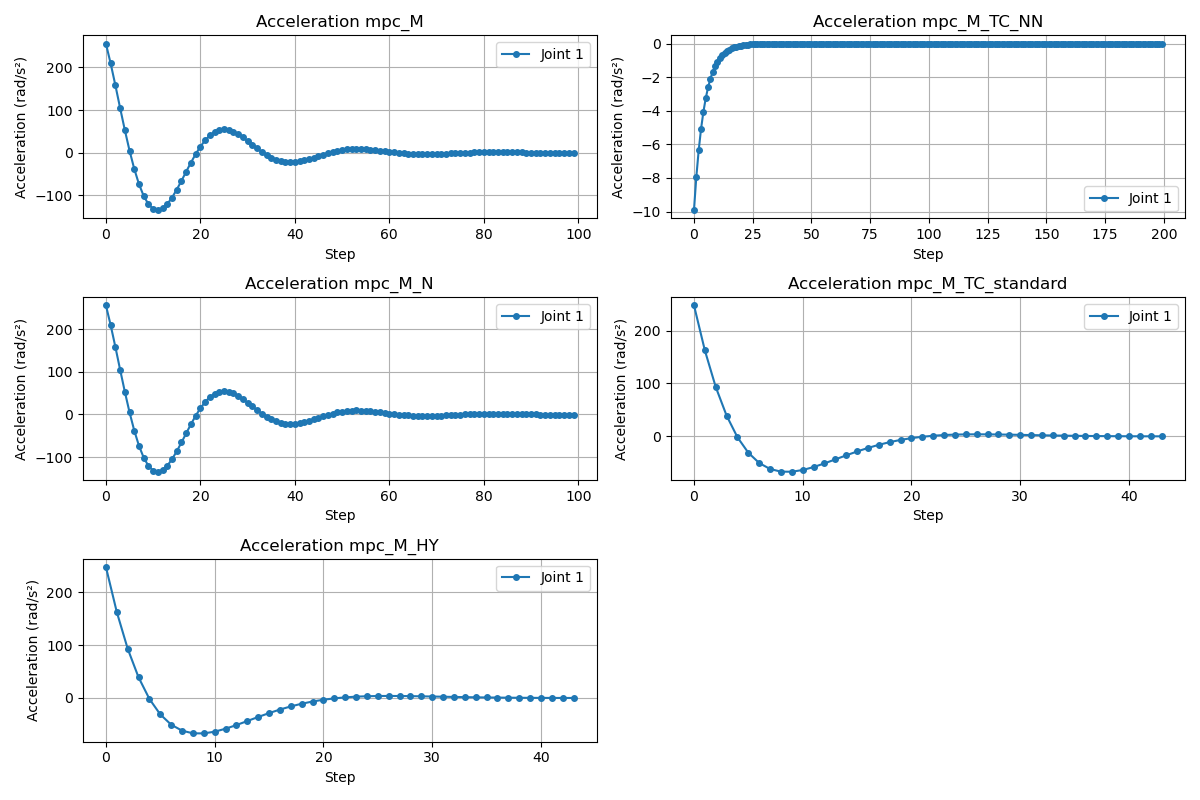 Acceleration mpc_M
Acceleration (rad/s²)
200
100
0
−100
Joint 1
0 20 40 60 80 100
Step
Acceleration mpc_M_TC_NN
Acceleration (rad/s²)
0
−2
−4
−6
−8
−10
Joint 1
0 25 50 75 100 125 150 175 200
Step
Acceleration mpc_M_N
Acceleration (rad/s²)
200
100
0
−100
Joint 1
0 20 40 60 80 100
Step
Acceleration mpc_M_TC_standard
Acceleration (rad/s²)
200
100
0
Joint 1
0 10 20 30 40
Step
Acceleration mpc_M_HY
Acceleration (rad/s²)
200
100
0
Joint 1
0 10 20 30 40
Step